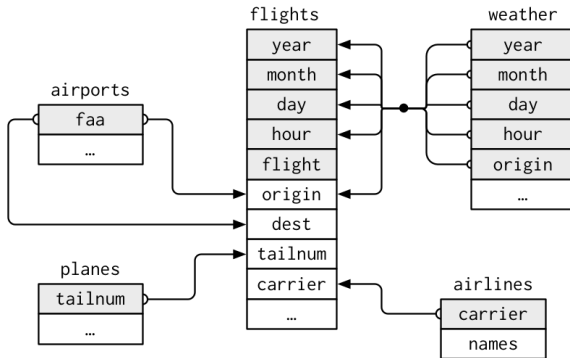 flights
year
month
day
hour
flight
origin
dest
tailnum
carrier
…
weather
year
month
day
hour
origin
…
airports
faa
…
planes
tailnum
…
airlines
carrier
names